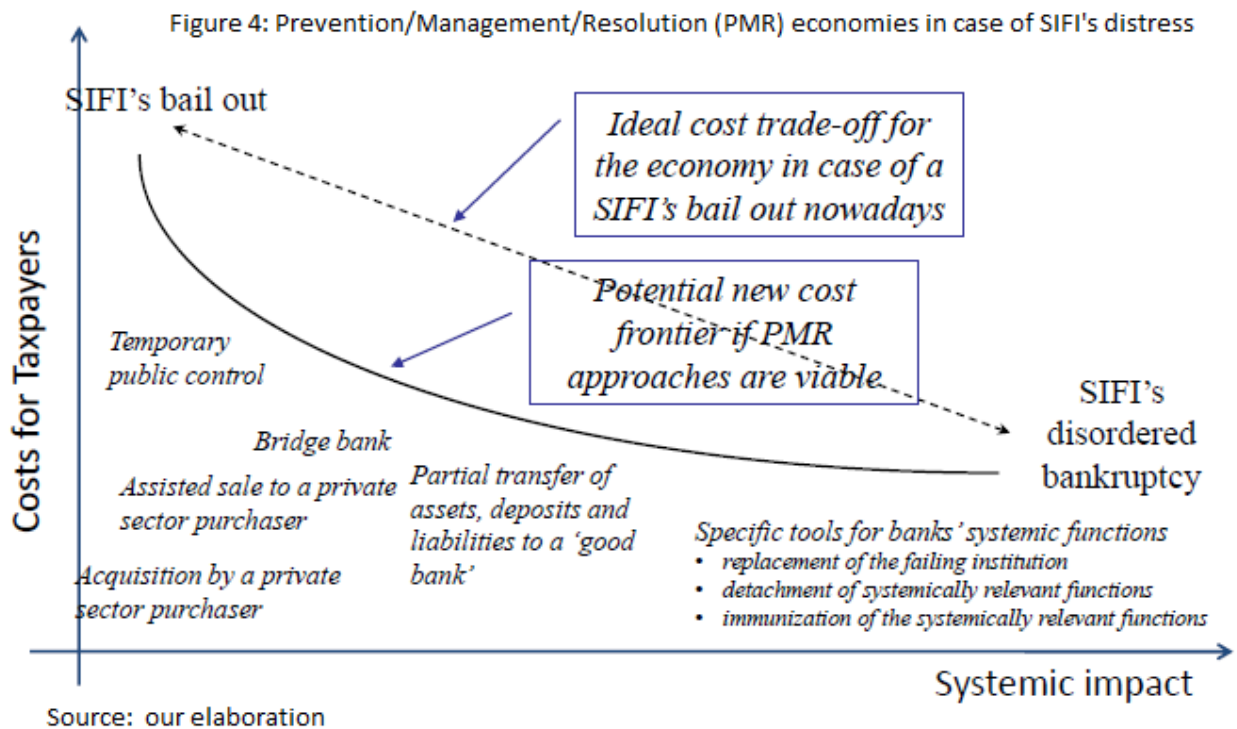 Figure 4: Prevention/Management/Resolution (PMR) economies in case of SIFI's distress
SIFI's bail out
Ideal cost trade-off for
the economy in case of a
SIFI's bail out nowadays
Potential new cost
frontier if PMR
approaches are viable
Costs for Taxpayers
Temporary
public control
SIFI's
disordered
bankruptcy
Bridge bank
Assisted sale to a private
sector purchaser
Partial transfer of
assets, deposits and
liabilities to a ‘good
bank’
Acquisition by a private
sector purchaser
Specific tools for banks’ systemic functions
• replacement of the failing institution
• detachment of systemically relevant functions
• immunization of the systemically relevant functions
Systemic impact
Source: our elaboration